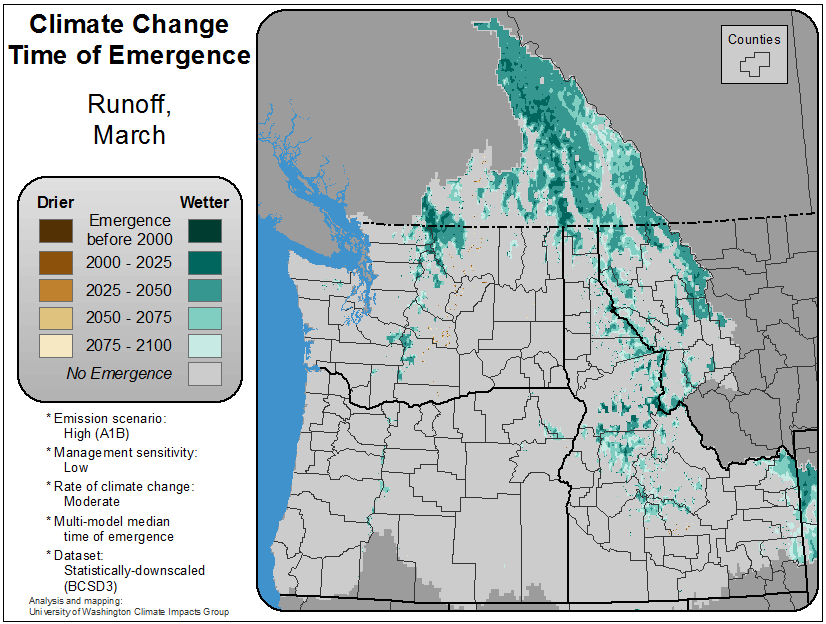 Climate Change
Time of Emergence
Runoff,
March
Drier
Wetter
Emergence
before 2000
2000 - 2025
2025 - 2050
2050 - 2075
2075 - 2100
No Emergence
* Emission scenario:
High (A1B)
* Management sensitivity:
Low
* Rate of climate change:
Moderate
* Multi-model median
time of emergence
* Dataset:
Statistically-downscaled
(BCSD3)
Analysis and mapping:
University of Washington Climate Impacts Group
Counties